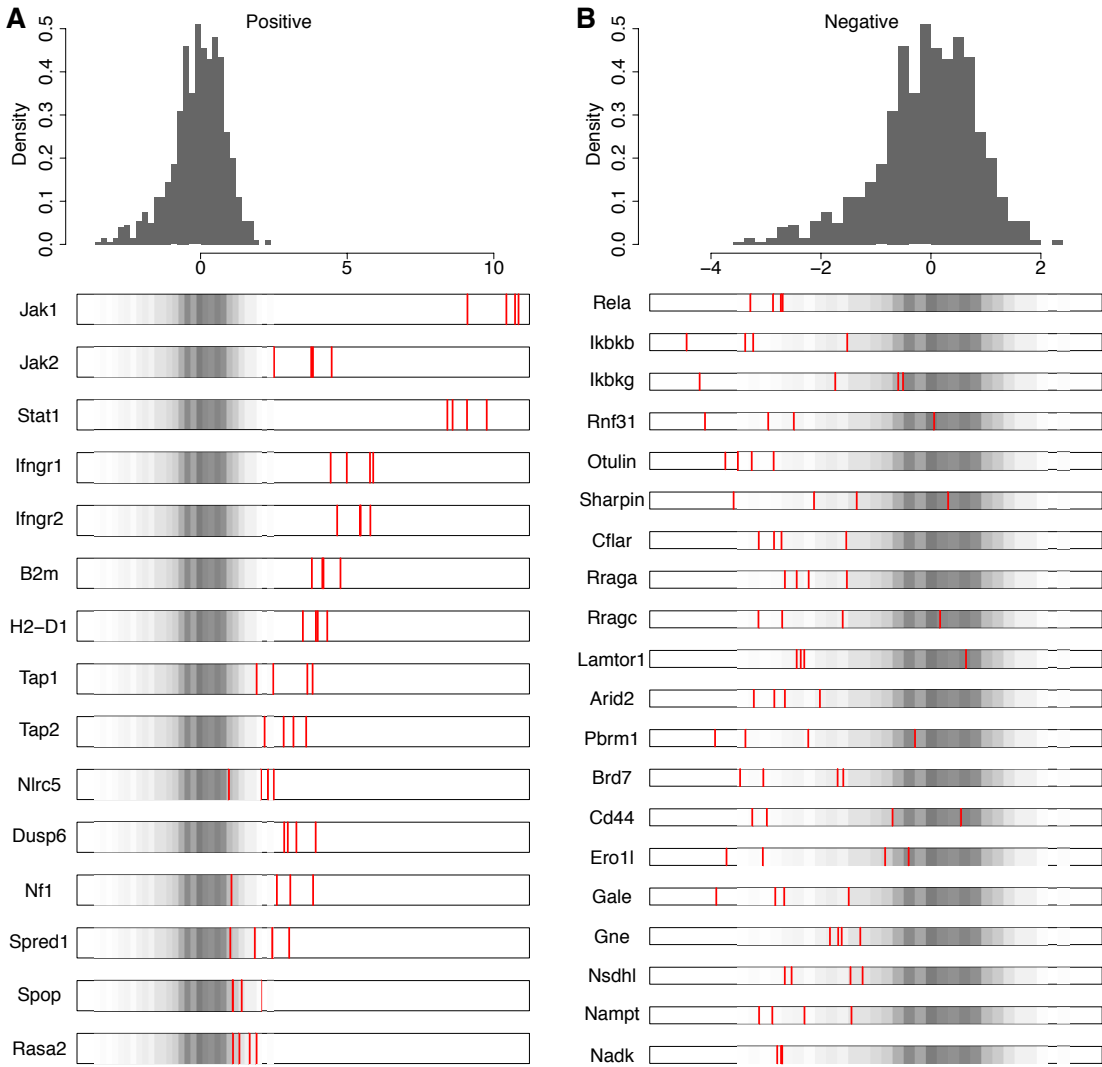 A
Positive
Density
0.0
0.1
0.2
0.3
0.4
0.5
0
5
10
Jak1
Jak2
Stat1
Ifngr1
Ifngr2
B2m
H2−D1
Tap1
Tap2
Nlrc5
Dusp6
Nf1
Spred1
Spop
Rasa2
B
Negative
Density
0.0
0.1
0.2
0.3
0.4
0.5
−4
−2
0
2
Rela
Ikbkb
Ikbkg
Rnf31
Otulin
Sharpin
Cflar
Rraga
Rragc
Lamtor1
Arid2
Pbrm1
Brd7
Cd44
Ero1l
Gale
Gne
Nsdhl
Nampt
Nadk